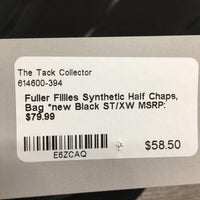 The Tack Collector
614600-394
Fuller Fillies Synthetic Half Chaps,
Bag *new Black ST/XW MSRP:
$79.99
E6ZCAQ
$58.50